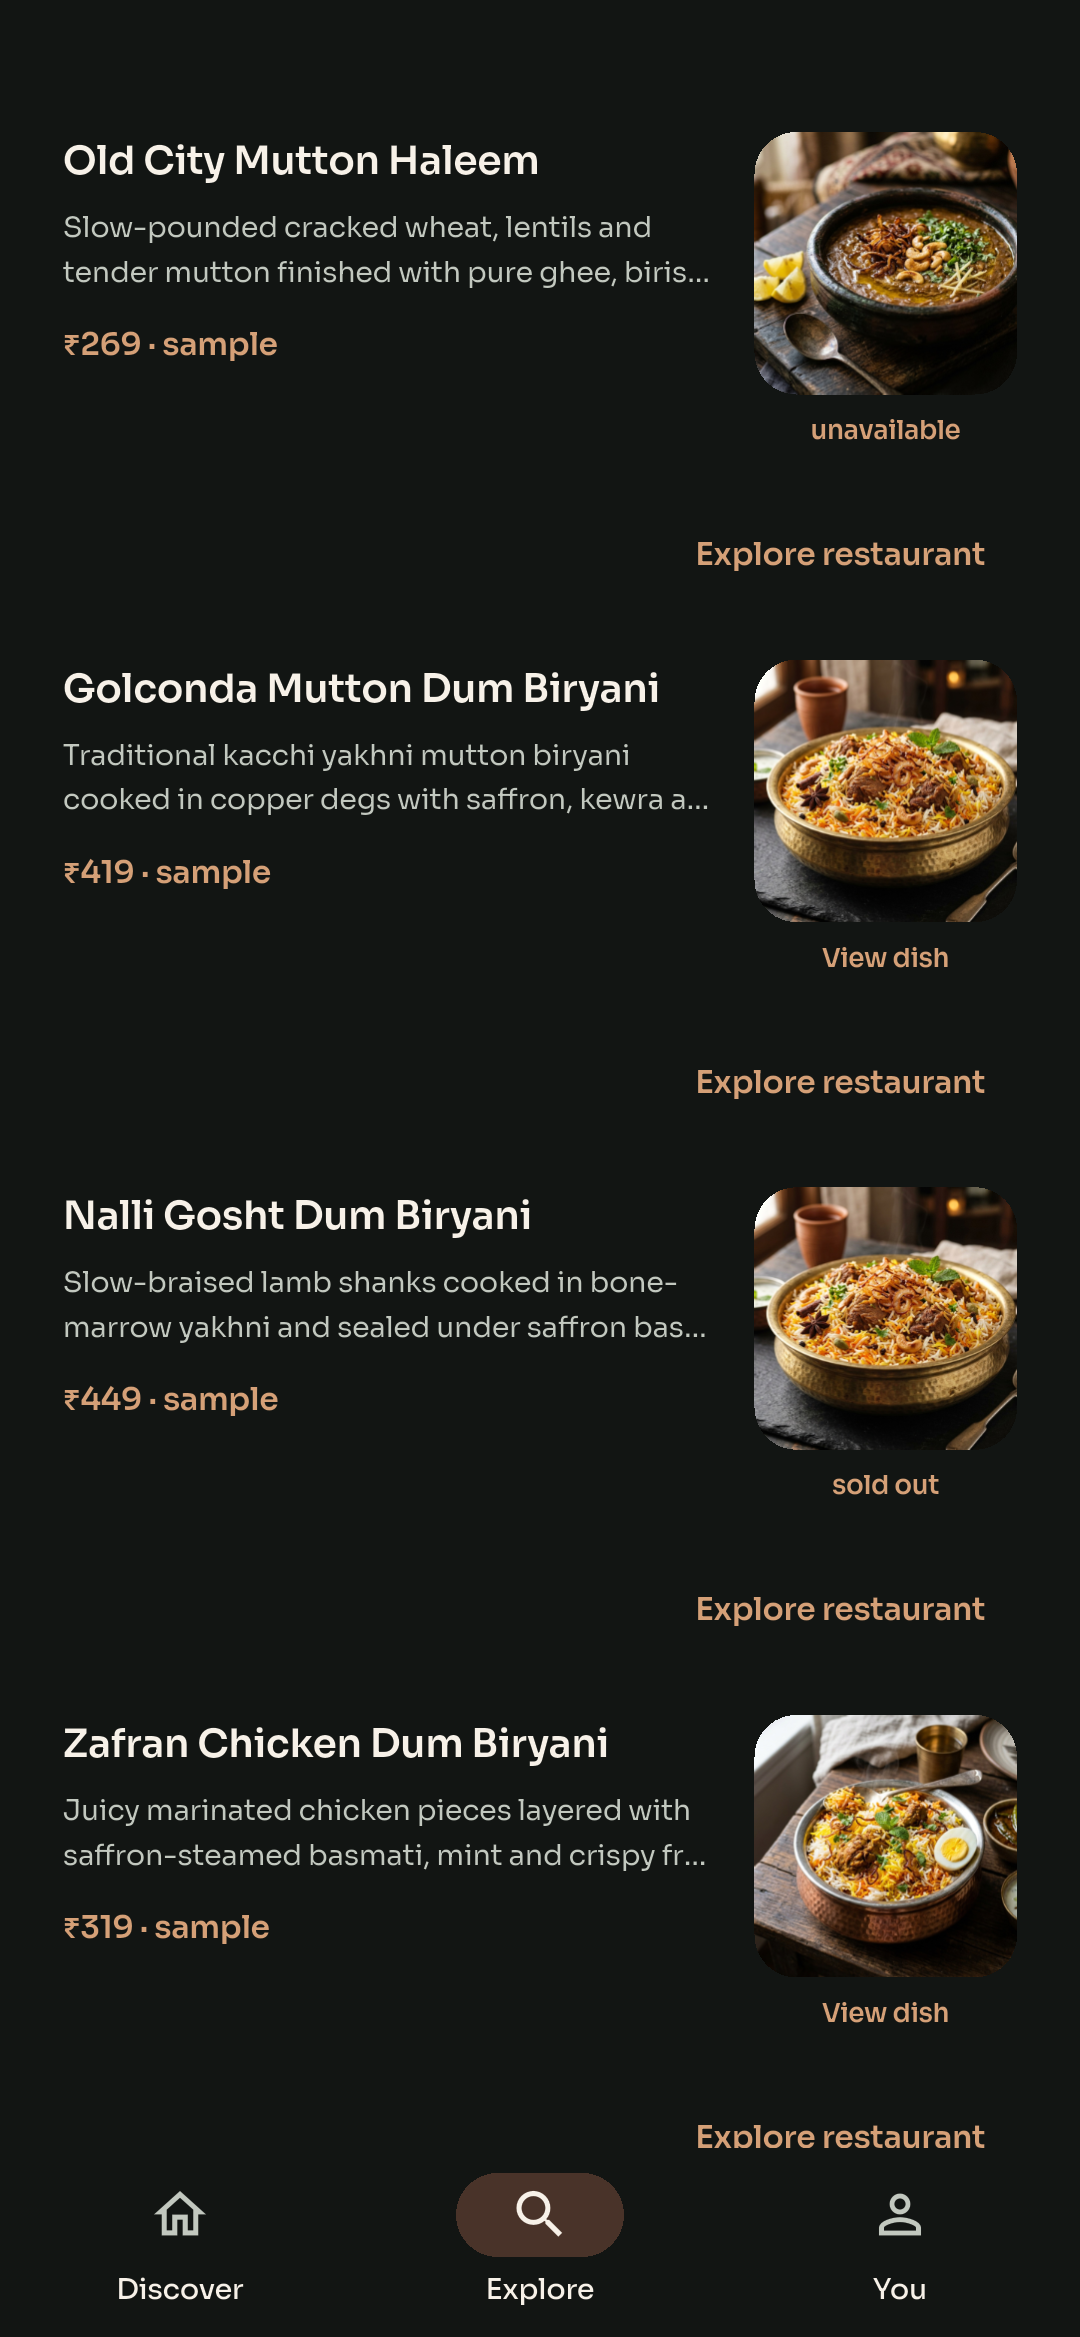 Old City Mutton Haleem
Slow-pounded cracked wheat, lentils and
tender mutton finished with pure ghee, biris...
₹269 · sample
unavailable
Explore restaurant
Golconda Mutton Dum Biryani
Traditional kacchi yakhni mutton biryani
cooked in copper degs with saffron, kewra a...
₹419 · sample
View dish
Explore restaurant
Nalli Gosht Dum Biryani
Slow-braised lamb shanks cooked in bone-
marrow yakhni and sealed under saffron bas...
₹449 · sample
sold out
Explore restaurant
Zafran Chicken Dum Biryani
Juicy marinated chicken pieces layered with
saffron-steamed basmati, mint and crispy fr...
₹319 · sample
View dish
Explore restaurant
Discover
Explore
You